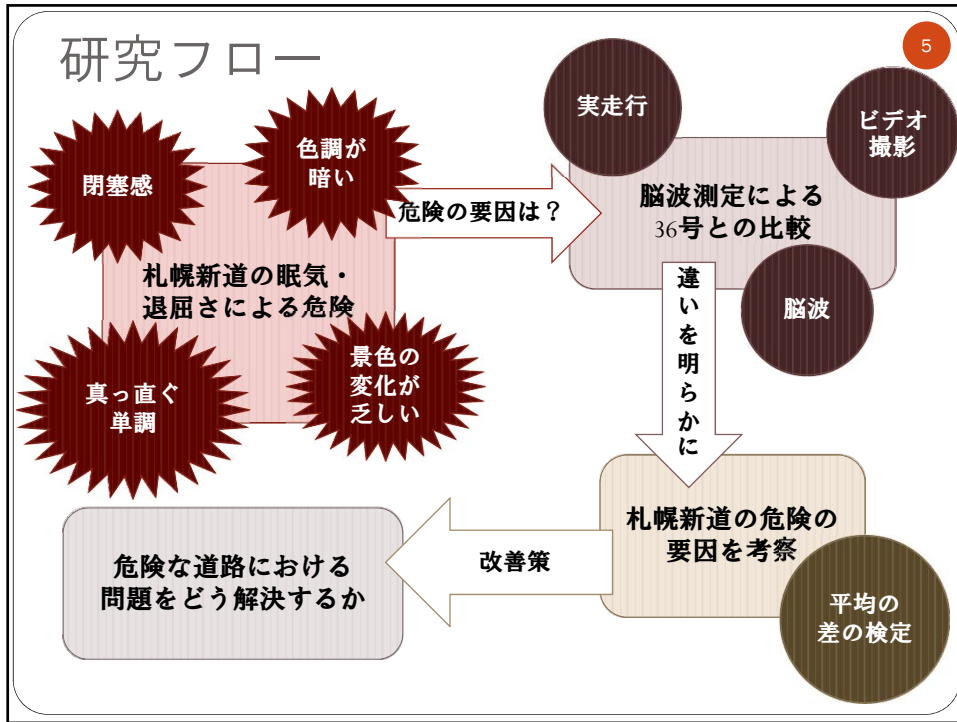 研究フロー
5
閉塞感
色調が
暗い
札幌新道の眠気・
退屈さによる危険
真っ直ぐ
単調
景色の
変化が
乏しい
危険の要因は？
実走行
ビデオ
撮影
脳波測定による
36号との比較
脳波
違いを明らかに
札幌新道の危険の
要因を考察
平均の
差の検定
改善策
危険な道路における
問題をどう解決するか